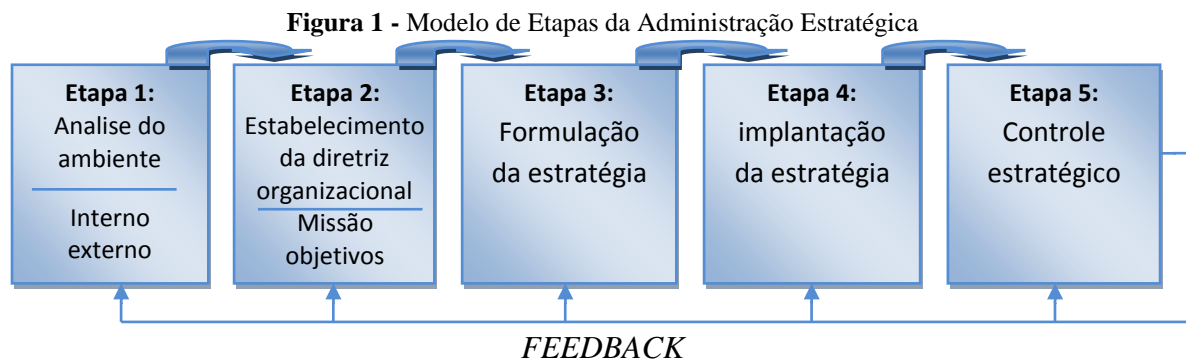 Figura 1 - Modelo de Etapas da Administração Estratégica
Etapa 1:
Analise do
ambiente
Interno
externo
Etapa 2:
Estabelecimento
da diretriz
organizacional
Missão
objetivos
Etapa 3:
Formulação
da estratégia
Etapa 4:
implantação
da estratégia
Etapa 5:
Controle
estratégico
FEEDBACK